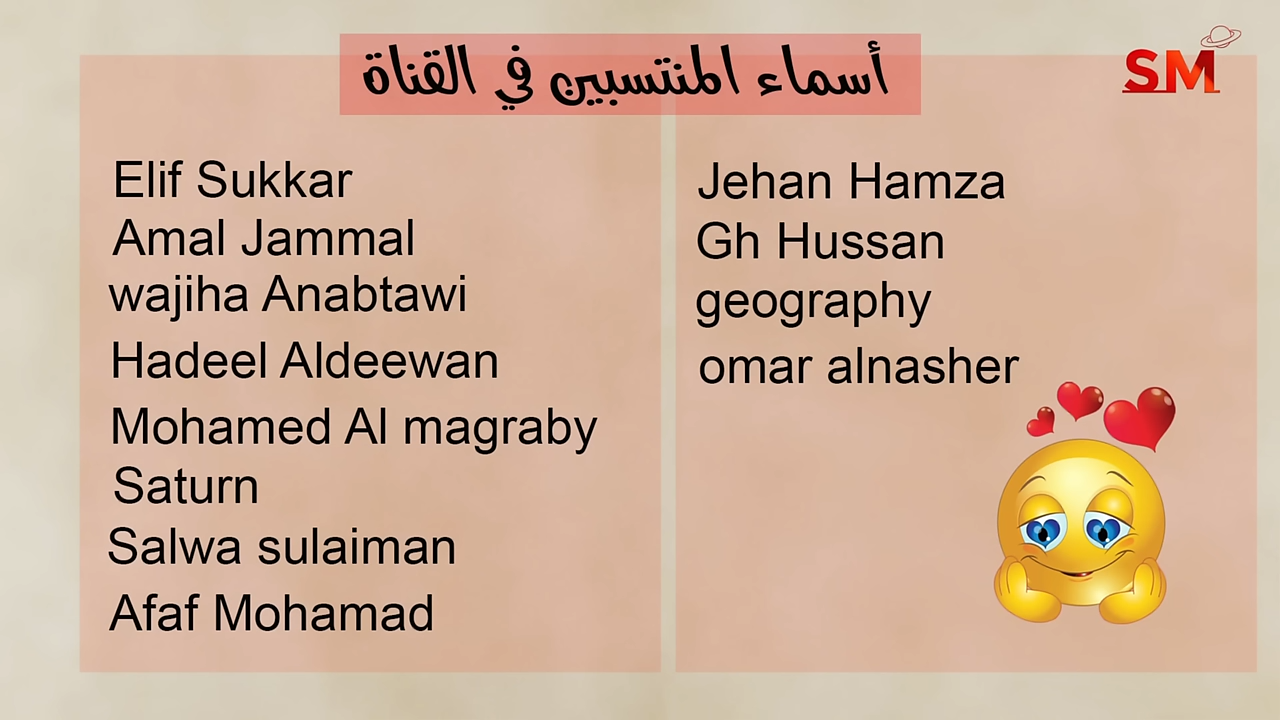 أسماء المنتسبين في القناة
SM
Elif Sukkar
Amal Jammal
wajiha Anabtawi
Hadeel Aldeewan
Mohamed Al magraby
Saturn
Salwa sulaiman
Afaf Mohamad
Jehan Hamza
Gh Hussan
geography
omar alnasher